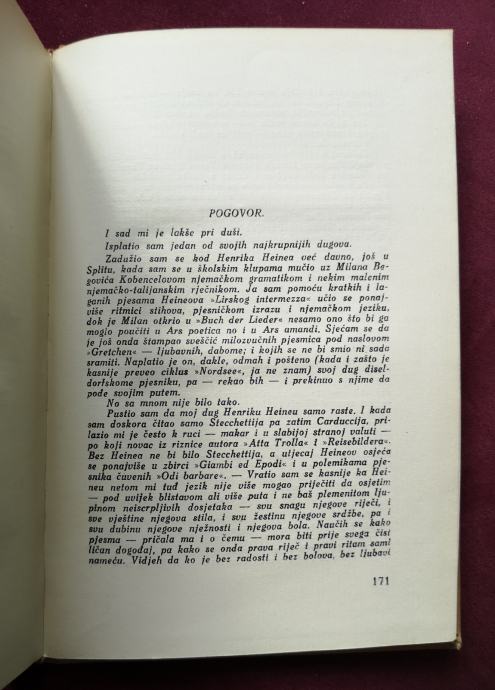 POGOVOR.
I sad mi je lakše pri duši.
Isplatio sam jedan od svojih najkrupnijih dugova.
Zadužio sam se kod Henrika Heinea već davno, još u
Splitu, kada sam se u školskim klupama mučio uz Milana Be-
govića Kobencelovom njemačkom gramatikom i nekim malenim
njemačko-talijanskim rječnikom. Ja sam pomoću kratkih i la-
ganih pjesama Heineova »Lirskog intermezza« učio se ponaj-
više ritmici stihova, pjesničkom izrazu i njemačkom jeziku,
dok je Milan otkrio u »Buch der Lieder« nesamo ono što bi ga
moglo poučiti u Ars poetica no i u Ars amandi. Sjećam se da
je još onda štampao sveščić milozvučnih pjesmica pod naslovom
»Gretchen« — ljubavnih, dabome; i kojih se ne bi smio ni sada
sramiti. Naplatio je on, dakle, odmah i pošteno (kada i zašto je
kasnije preveo ciklus »Nordsee«, ja ne znam) svoj dug disel-
dorfskome pjesniku, pa — rekao bih — i prekinuo s njime da
pođe svojim putem.
No sa mnom nije bilo tako.
Pustio sam da moj dug Henriku Heineu samo raste. I kada
sam doskora čitao samo Stecchettija pa zatim Carduccija, pri-
lazio mi je često k ruci — makar i u slabijoj stranoj valuti —
po koji novac iz riznice autora »Atta Trolla« i »Reisebildera«.
Bez Heinea ne bi bilo Stecchettija, a utjecaj Heineov osjeća
se ponajviše u zbirci »Giambi ed Epodi« i u polemikama pje-
snika čuvenih »Odi barbare«. — Vratio sam se kasnije ka Hei-
neu netom mi tuđ jezik nije više mogao priječiti da osjetim
— pod uvijek blistavom ali više puta i ne baš plemenitom lju-
pinom neiscrpljivih dosjetaka — svu snagu njegove riječi, i
sve vještine njegova stila, i svu žestinu njegove srdžbe, pa i
svu dubinu njegove nježnosti i njegova bola. Naučih se kako
pjesma — pričala ma i o čemu — mora biti prije svega čist
ličan događaj, pa kako se onda prava riječ i pravi ritam sami
nameću. Vidjeh da ko je bez radosti i bez bolova, bez ljubavi
171